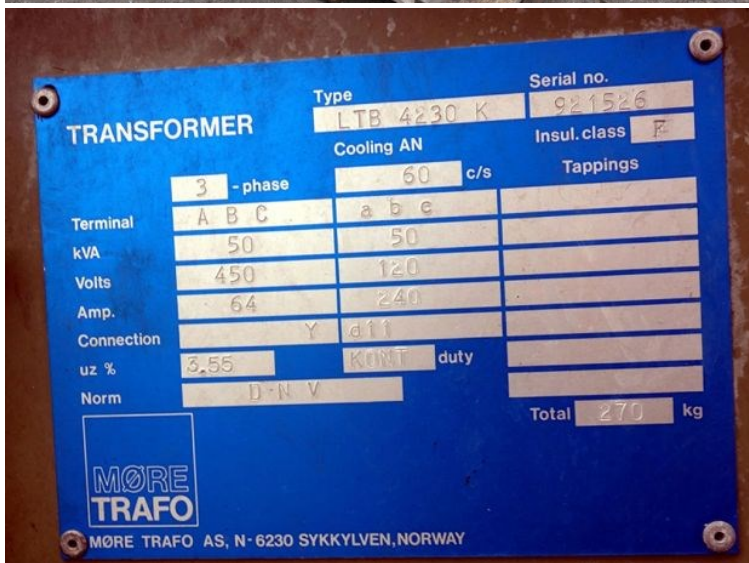 TRANSFORMER
Type LTB 4230 K
Serial no. 921526
Insul. class F
Cooling AN
3 - phase 60 c/s Tappings
Terminal A B C a b c
kVA 50 50
Volts 450 120
Amp. 64 240
Connection Y d11
uz % 3.55 KONT duty
Norm D-N V
Total 270 kg
MØRE
TRAFO
MØRE TRAFO AS, N-6230 SYKKYLVEN, NORWAY